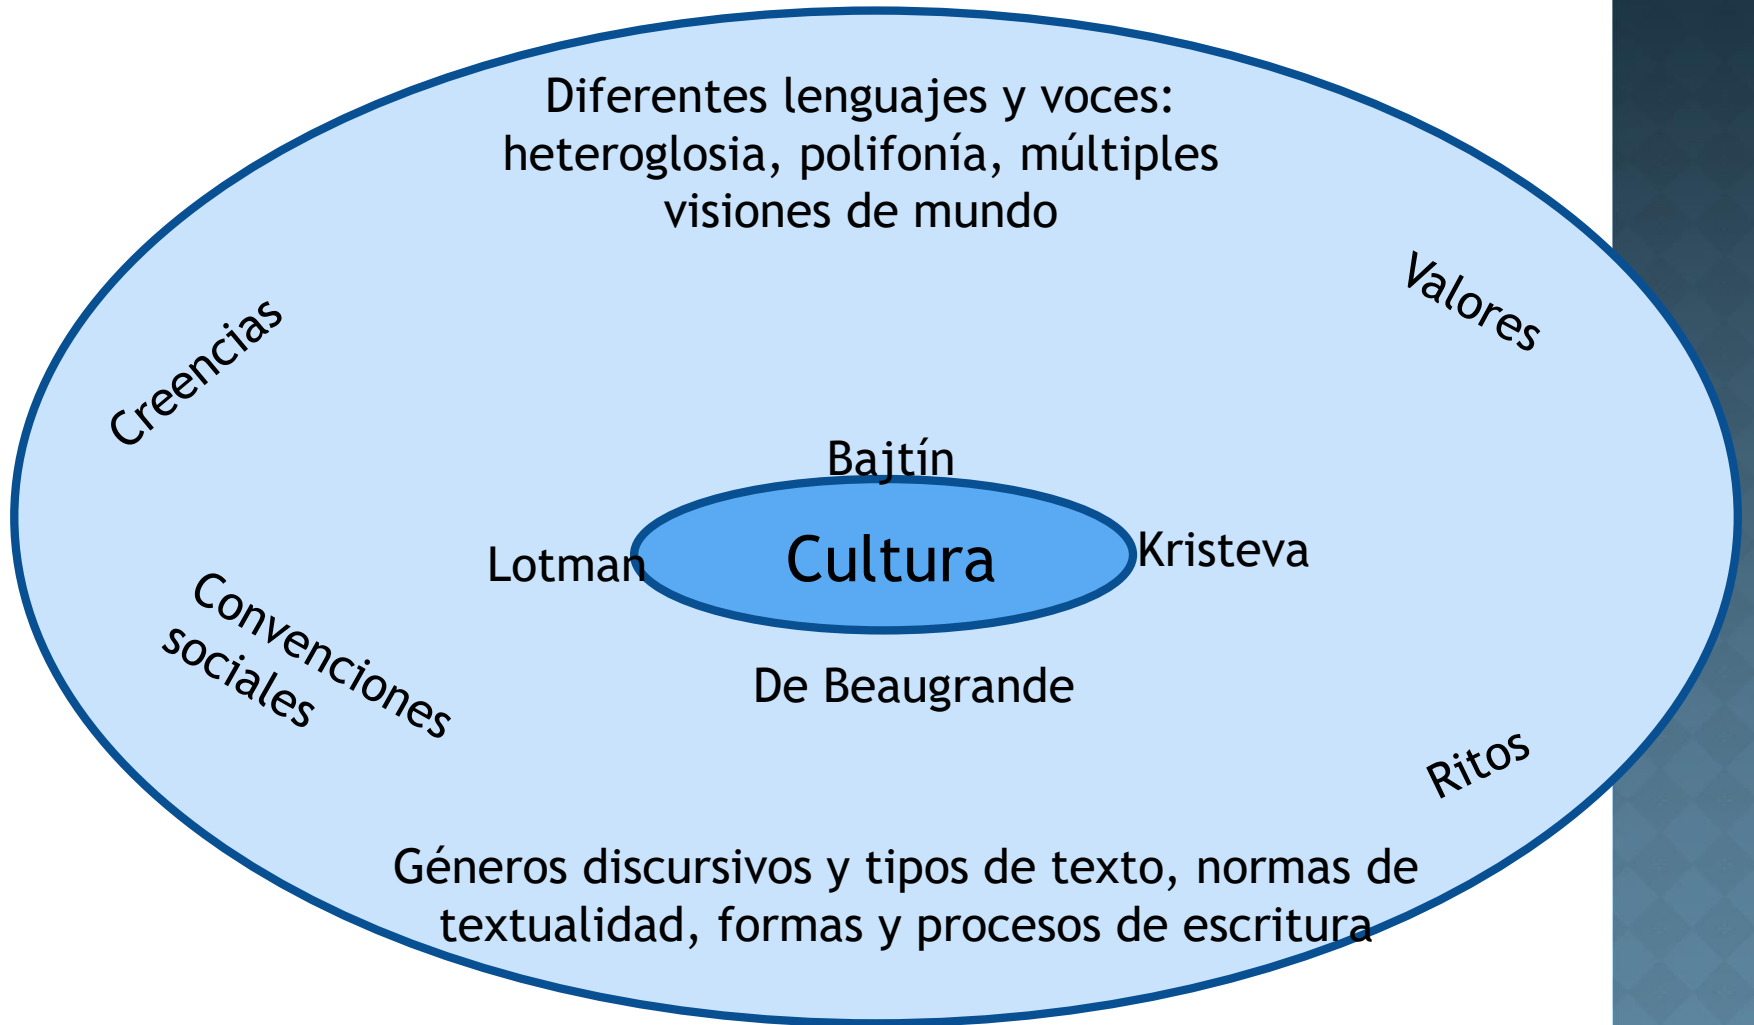 Diferentes lenguajes y voces:
heteroglosia, polifonía, múltiples
visiones de mundo
Valores
Creencias
Bajtín
Lotman
Cultura
Kristeva
Convenciones
sociales
De Beaugrande
Ritos
Géneros discursivos y tipos de texto, normas de
textualidad, formas y procesos de escritura